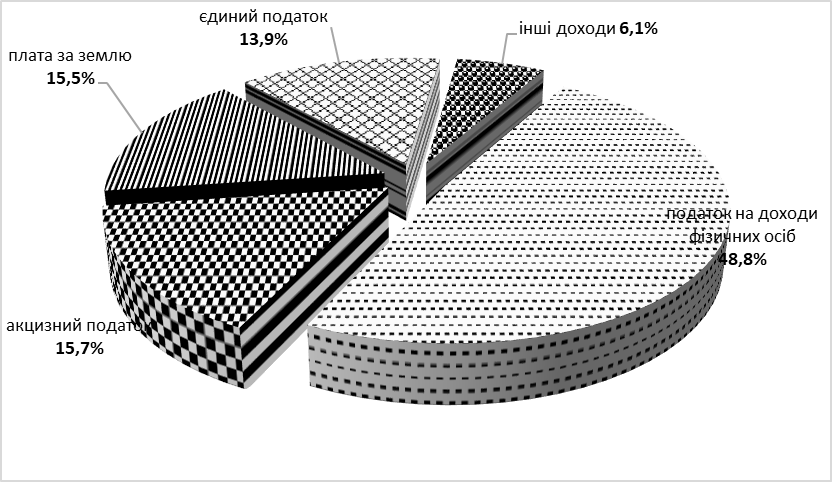 єдиний податок
13,9%
інші доходи 6,1%
плата за землю
15,5%
податок на доходи
фізичних осіб
48,8%
акцизний податок
15,7%